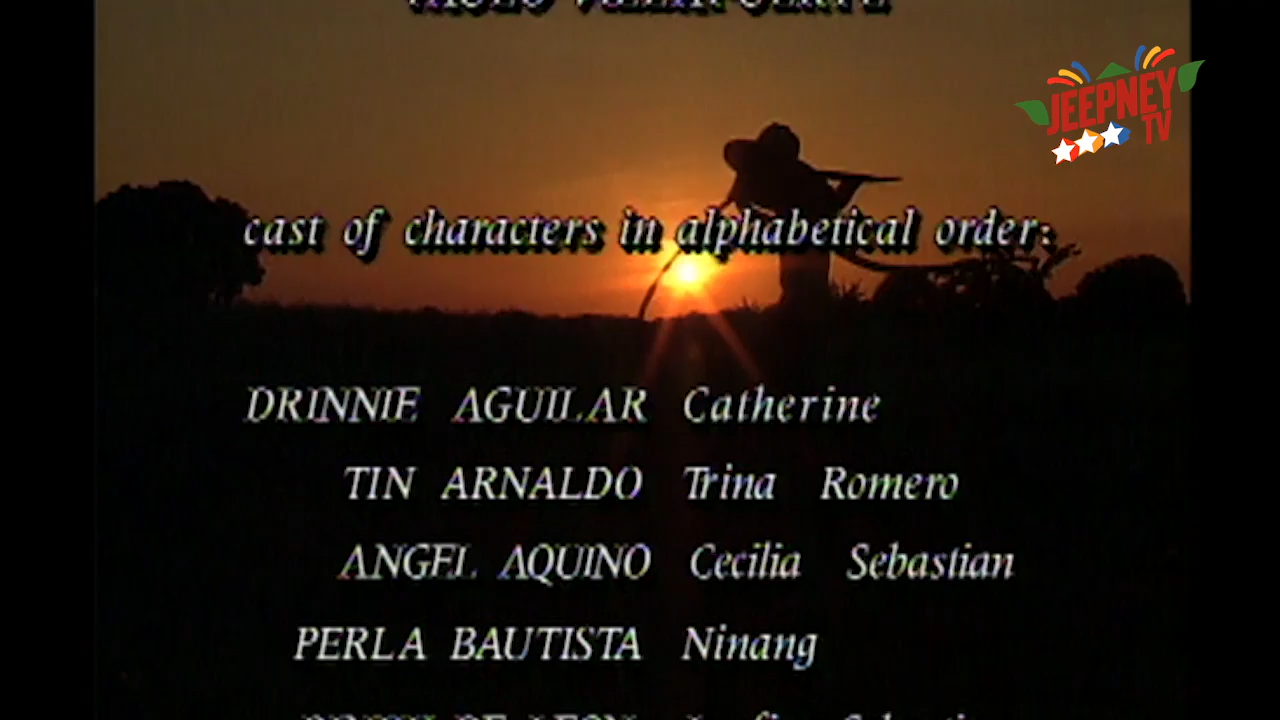 JEEPNEY
TV
cast of characters in alphabetical order:
DRINNIE AGUILAR Catherine
TIN ARNALDO Trina Romero
ANGEL AQUINO Cecilia Sebastian
PERLA BAUTISTA Ninang